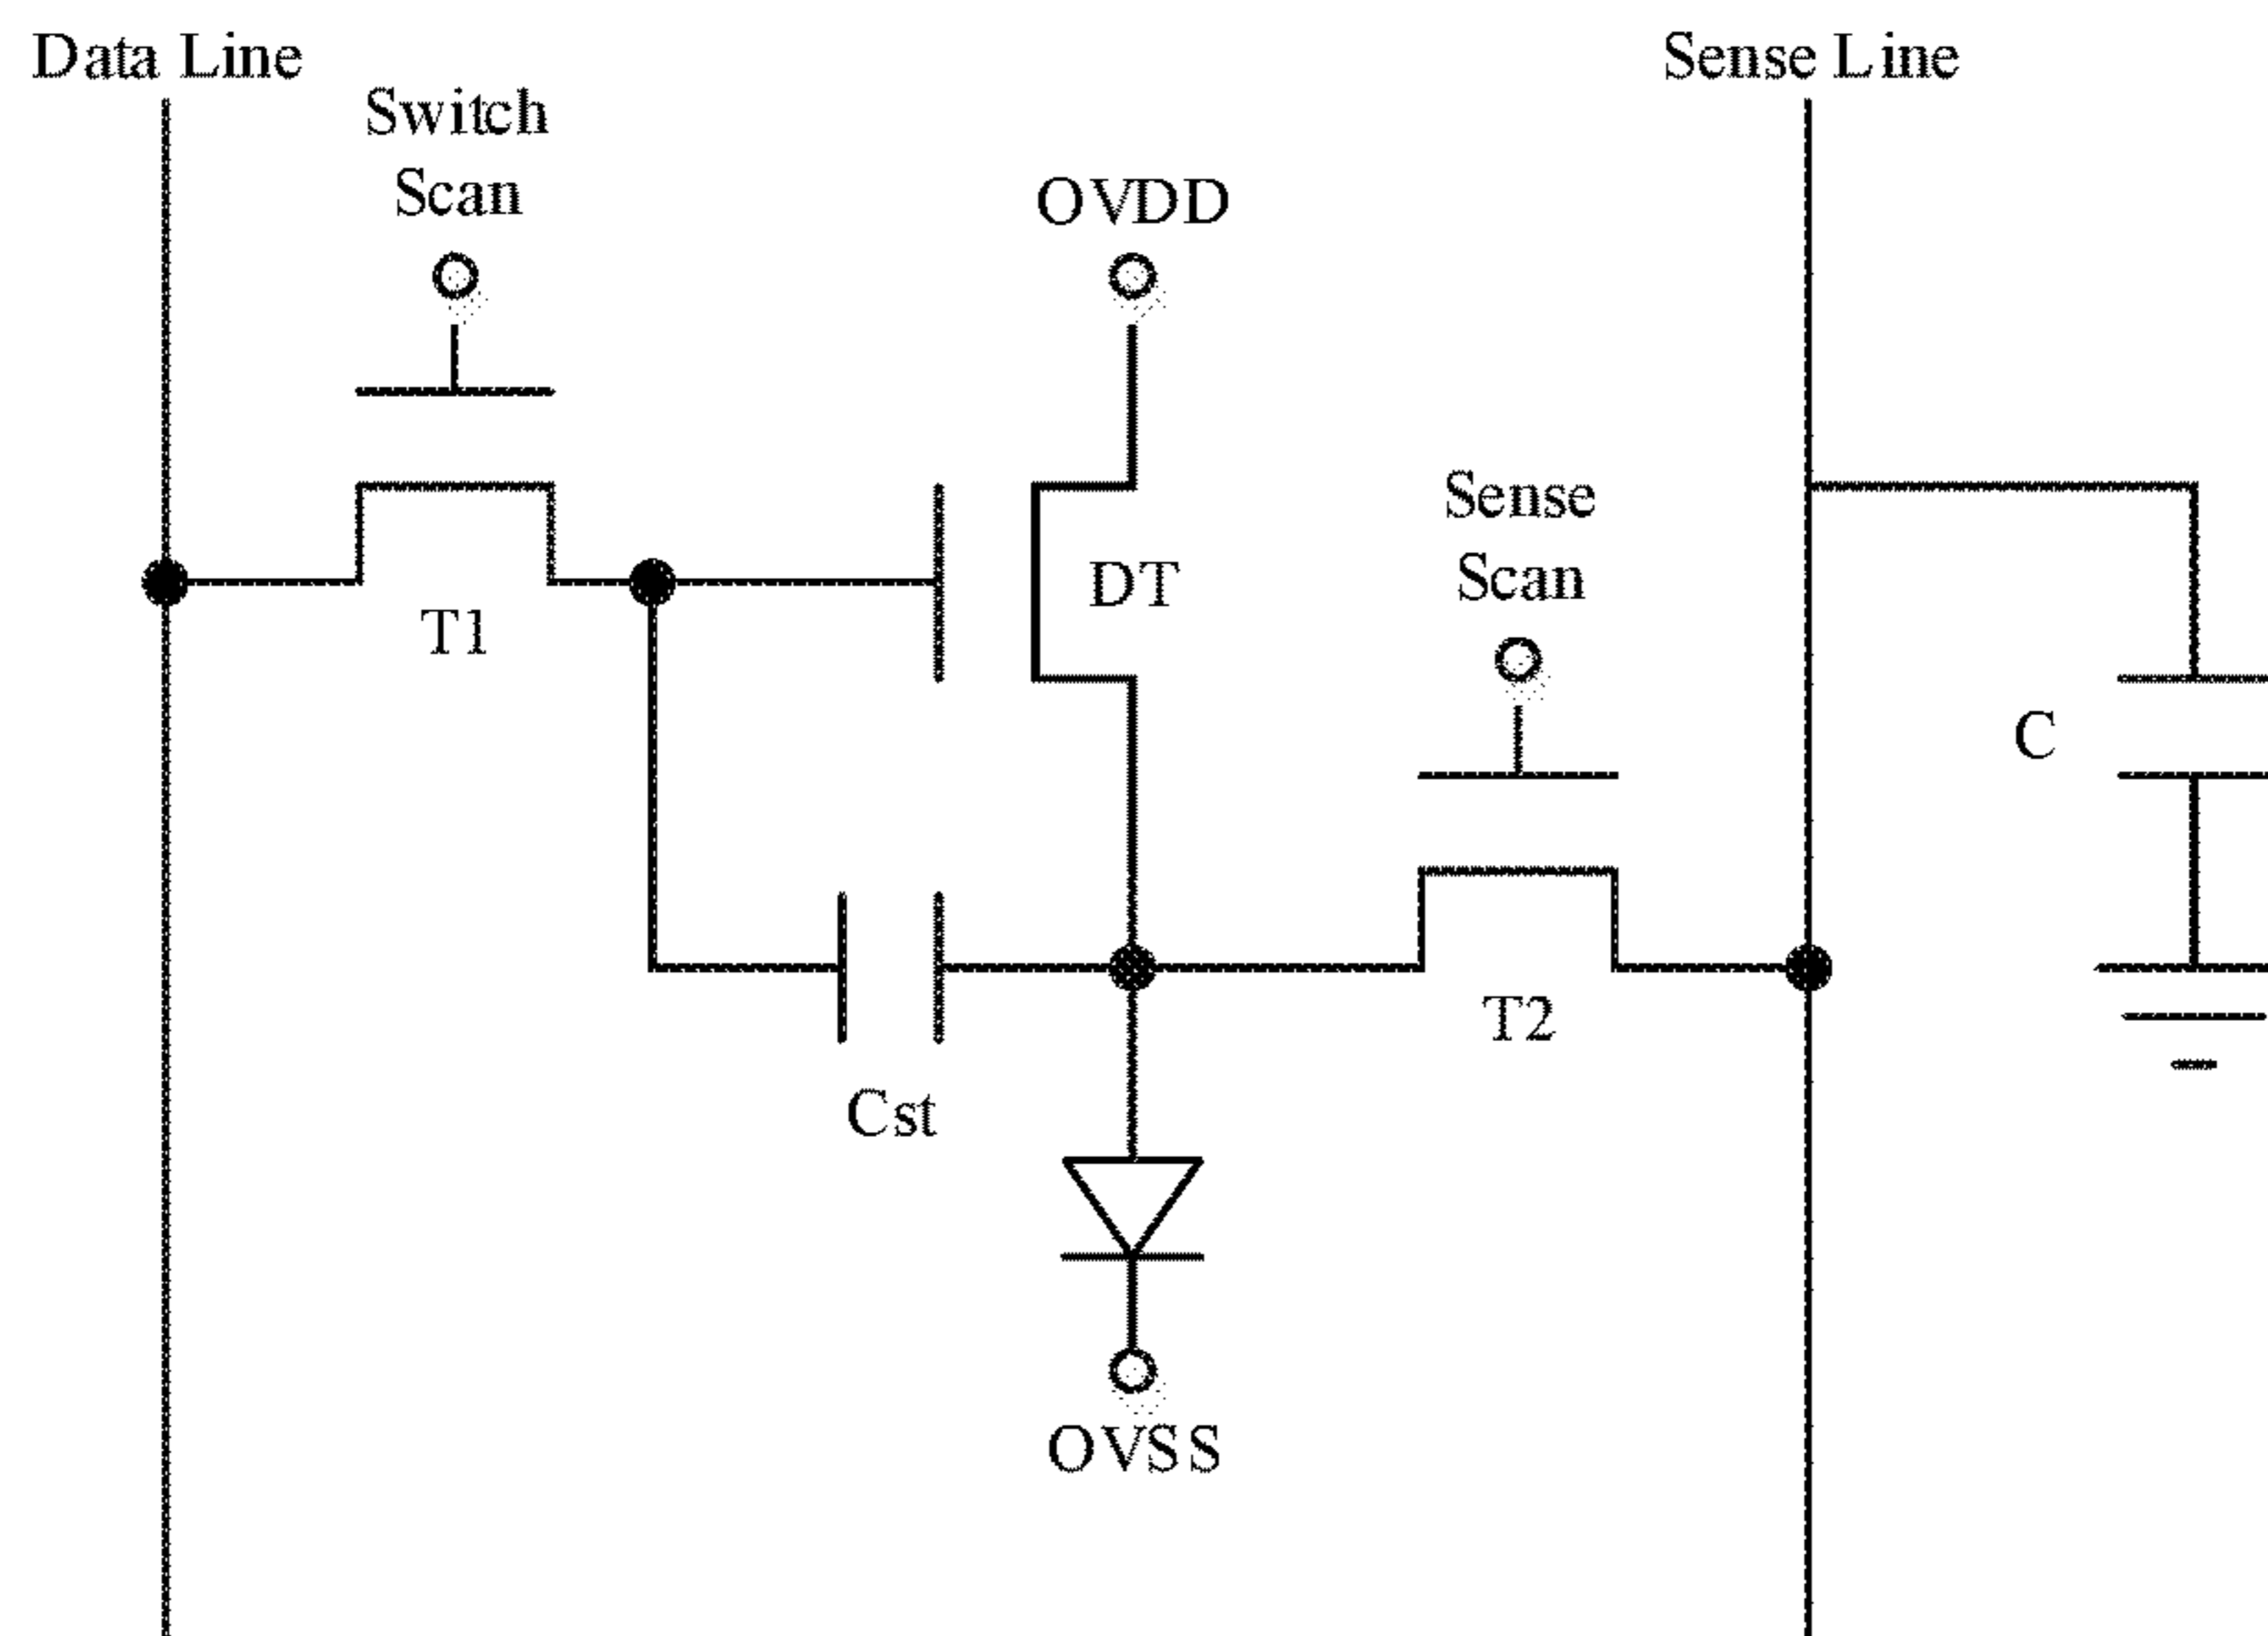 Data Line
Sense Line
Switch
Scan
OVDD
Sense
Scan
DT
T1
C
T2
Cst
OVSS